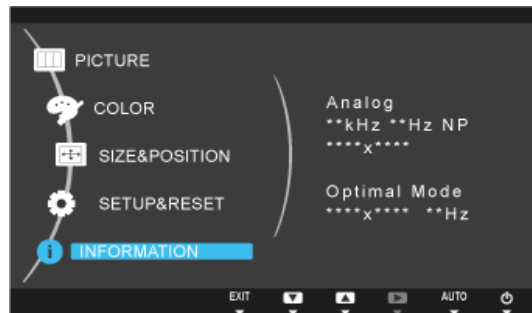 PICTURE
COLOR
SIZE&POSITION
SETUP&RESET
INFORMATION
Analog
**kHz **Hz NP
****x****
Optimal Mode
****x**** **Hz
EXIT
AUTO